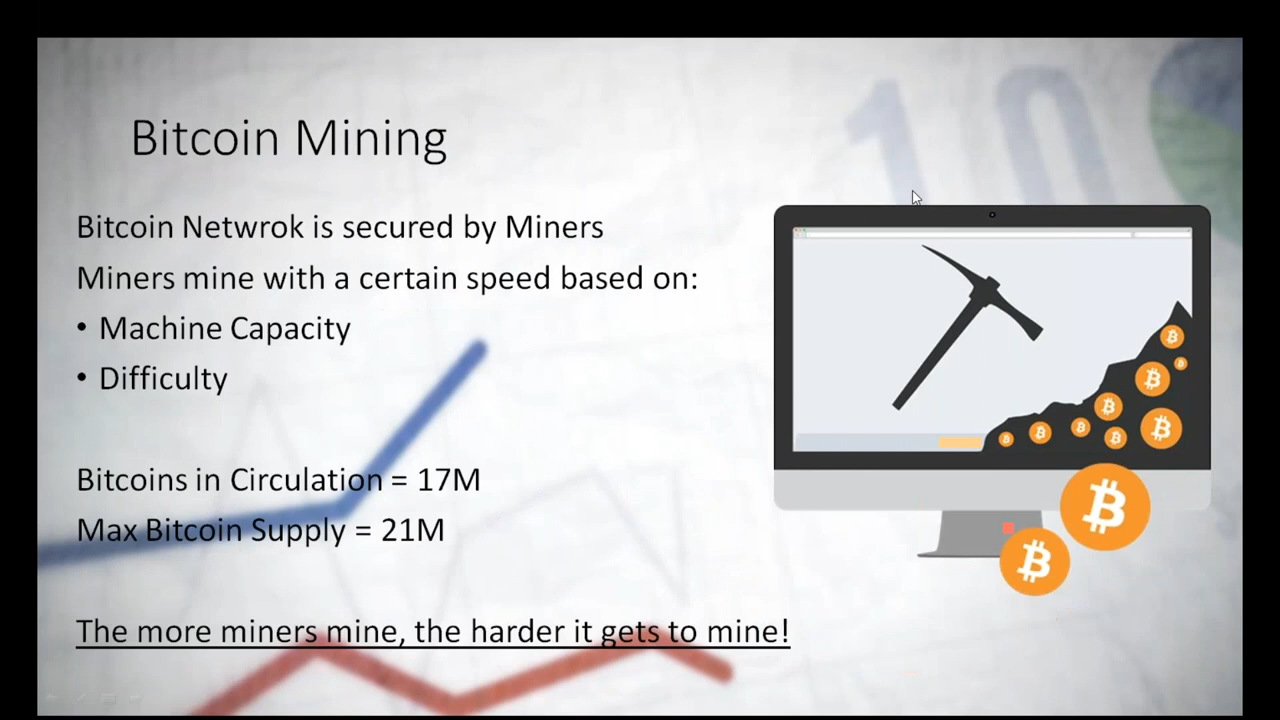 10
Bitcoin Mining
Bitcoin Netwrok is secured by Miners
Miners mine with a certain speed based on:
• Machine Capacity
• Difficulty
Bitcoins in Circulation = 17M
Max Bitcoin Supply = 21M
The more miners mine, the harder it gets to mine!